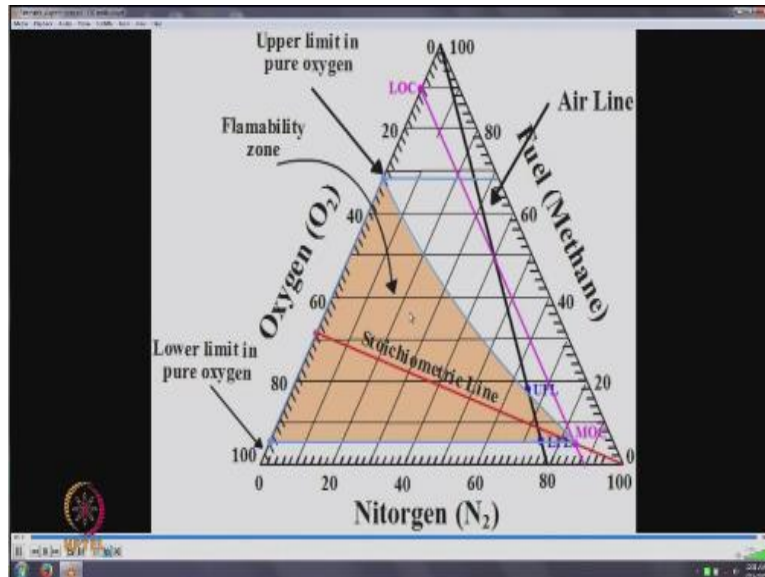 Upper limit in
pure oxygen
0
100
LOC
20
80
Air Line
Flamability
zone
Fuel (Methane)
Oxygen (O₂)
40
60
60
40
Lower limit in
pure oxygen
Stoichiometric Line
80
20
UFL
LFL
MOC
100
0
0
20
40
60
80
100
Nitorgen (N₂)
NPTEL